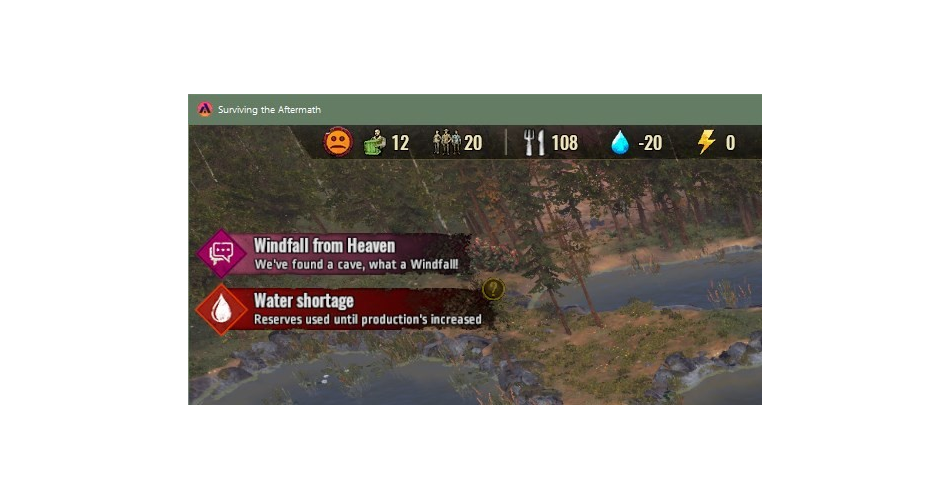 Surviving the Aftermath
12 20 108 -20 0
Windfall from Heaven
We've found a cave, what a Windfall!
?
Water shortage
Reserves used until production's increased